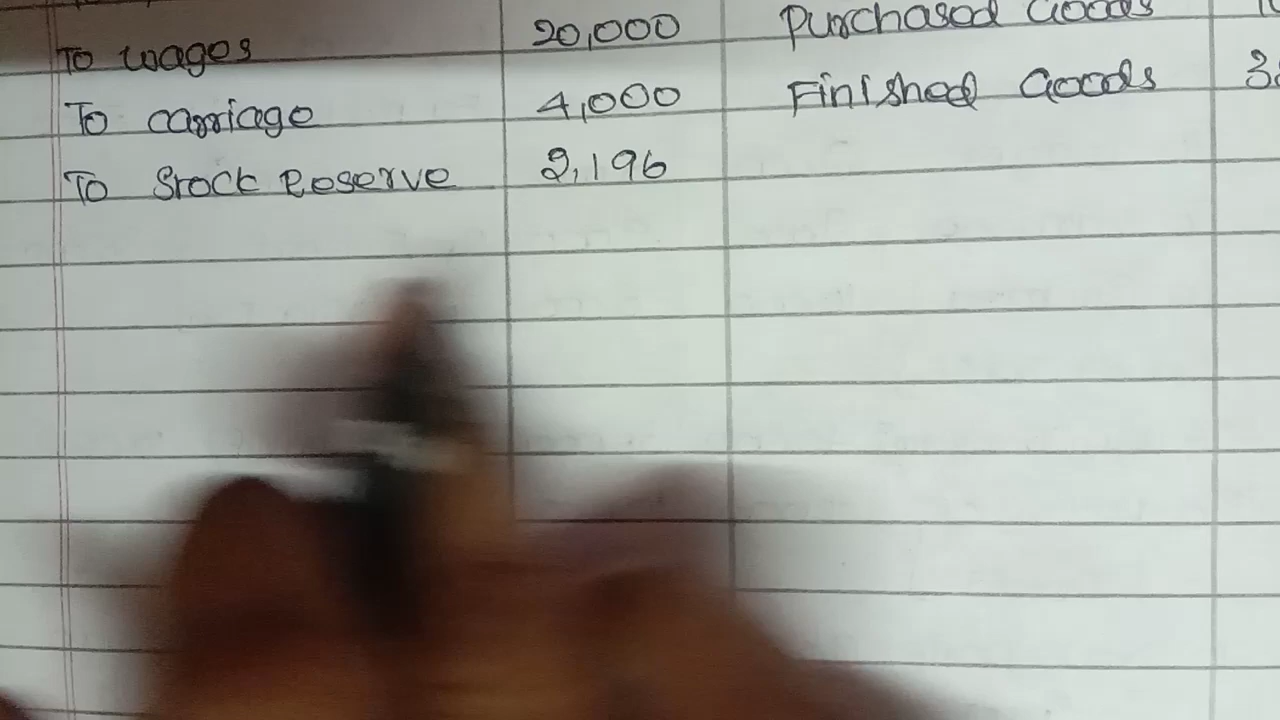 To wages 20,000 Purchased Goods
To carriage 4,000 Finished Goods
To Stock Reserve 2,196